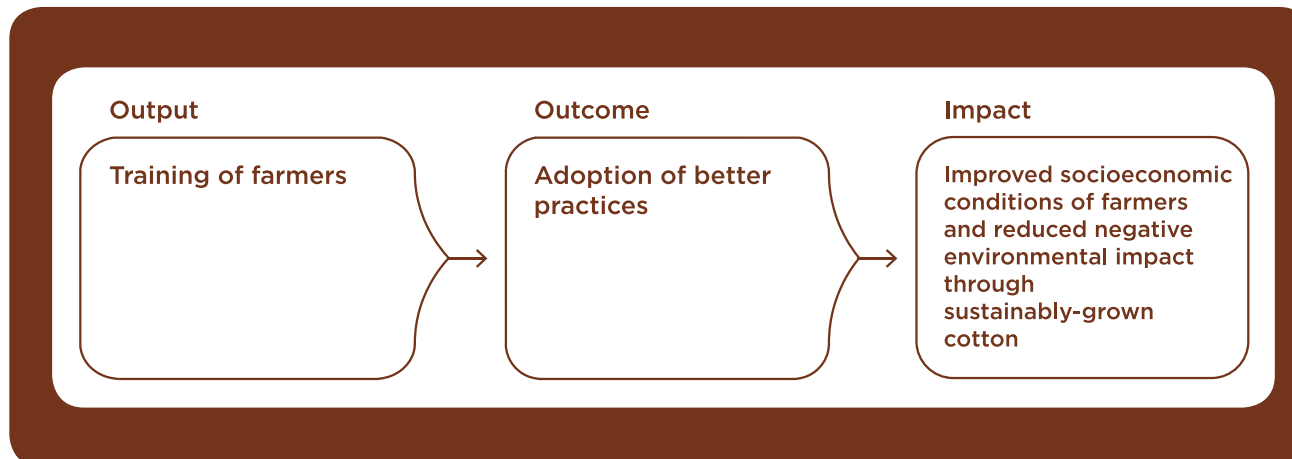 Output
Training of farmers
Outcome
Adoption of better
practices
Impact
Improved socioeconomic
conditions of farmers
and reduced negative
environmental impact
through
sustainably-grown
cotton